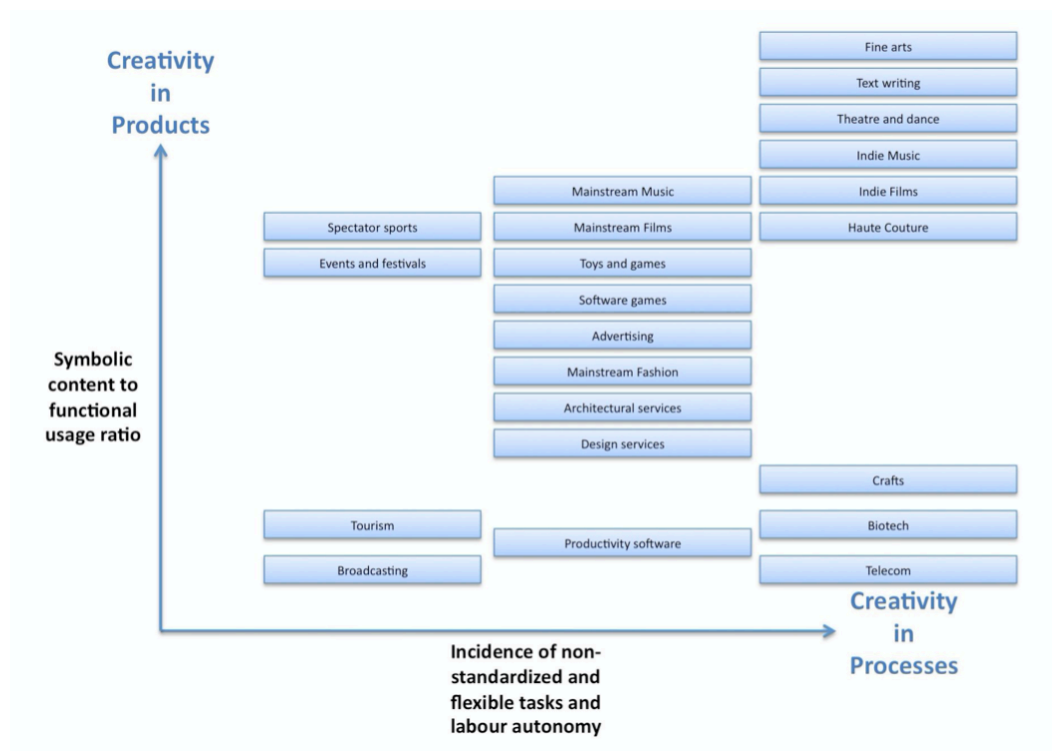 Creativity
in
Products
Fine arts
Text writing
Theatre and dance
Indie Music
Mainstream Music
Indie Films
Spectator sports
Mainstream Films
Haute Couture
Events and festivals
Toys and games
Software games
Advertising
Mainstream Fashion
Architectural services
Design services
Symbolic
content to
functional
usage ratio
Crafts
Tourism
Biotech
Productivity software
Broadcasting
Telecom
Creativity
in
Processes
Incidence of non-
standardized and
flexible tasks and
labour autonomy